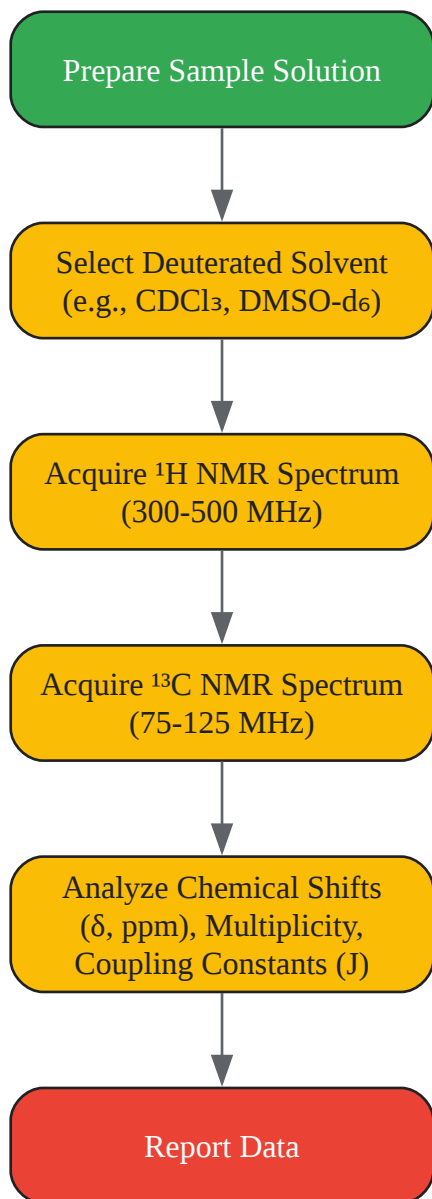 Prepare Sample Solution
Select Deuterated Solvent
(e.g., CDCl₃, DMSO-d₆)
Acquire ¹H NMR Spectrum
(300-500 MHz)
Acquire ¹³C NMR Spectrum
(75-125 MHz)
Analyze Chemical Shifts
(δ, ppm), Multiplicity,
Coupling Constants (J)
Report Data